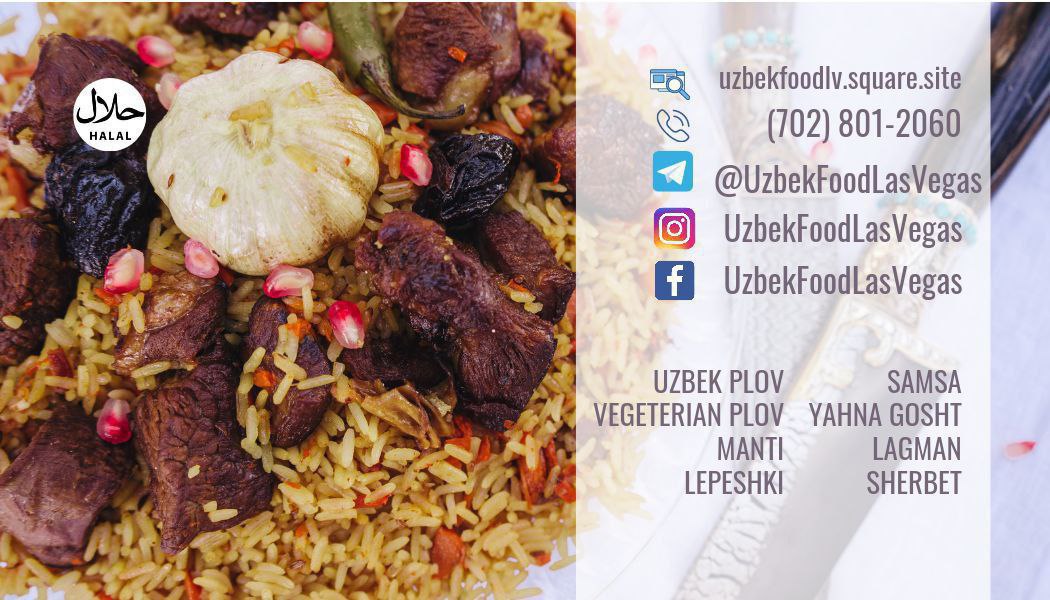 حلال
HALAL
uzbekfoodlv.square.site
(702) 801-2060
@UzbekFoodLasVegas
UzbekFoodLasVegas
UzbekFoodLasVegas
UZBEK PLOV
VEGETERIAN PLOV
MANTI
LEPESHKI
SAMSA
YAHNA GOSHT
LAGMAN
SHERBET